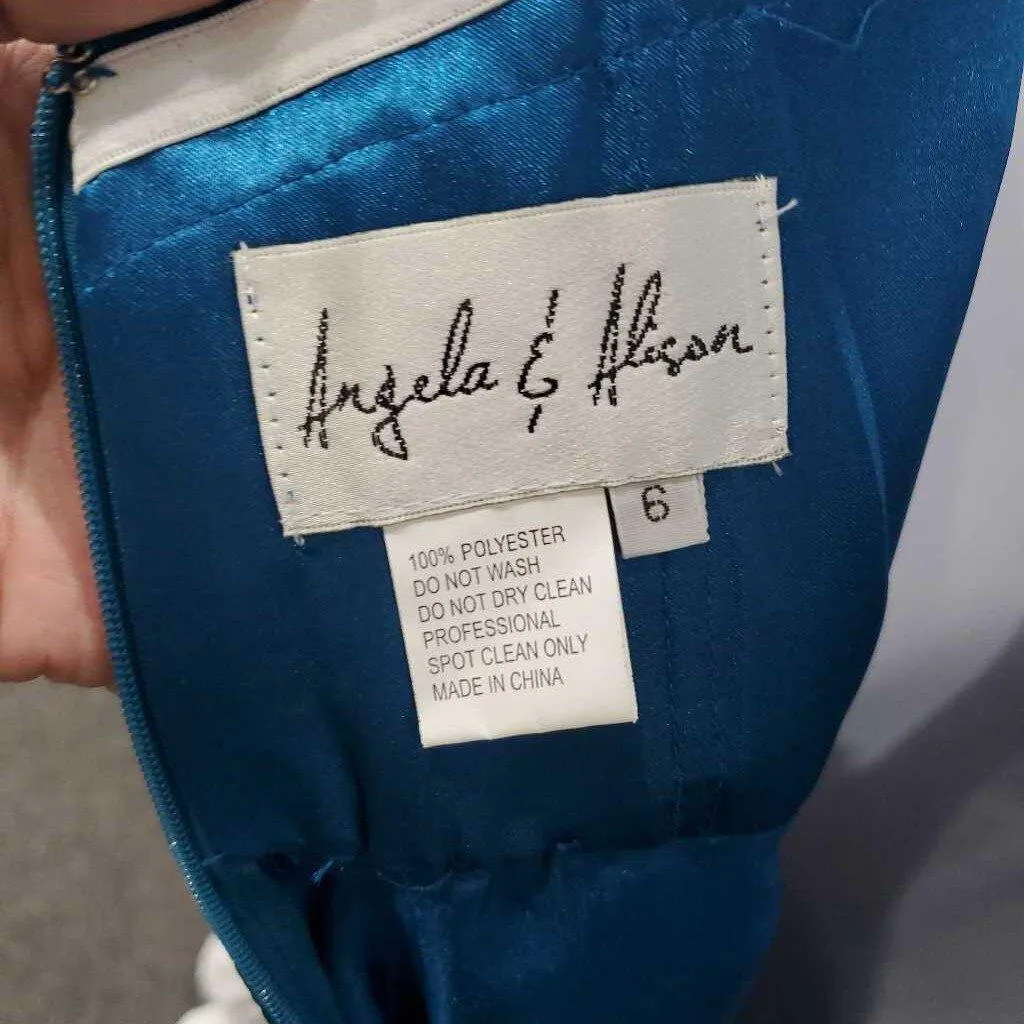 Angela & Alison
6
100% POLYESTER
DO NOT WASH
DO NOT DRY CLEAN
PROFESSIONAL
SPOT CLEAN ONLY
MADE IN CHINA